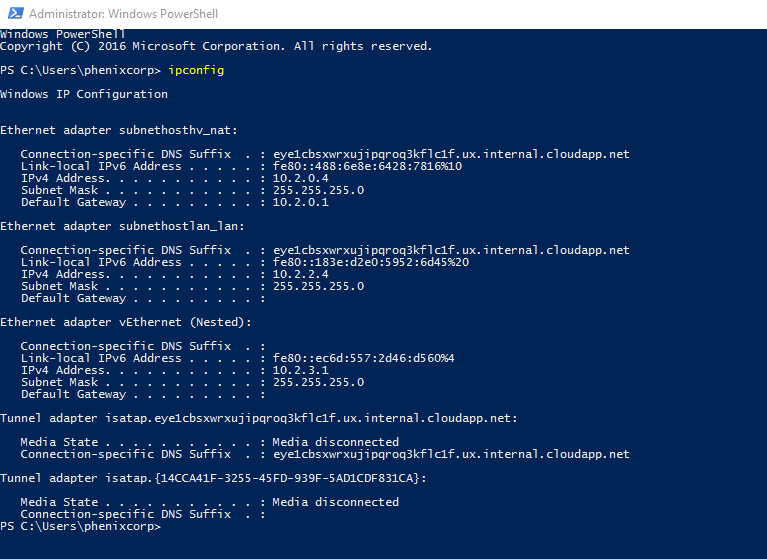 Administrator: Windows PowerShell
Windows PowerShell
Copyright (C) 2016 Microsoft Corporation. All rights reserved.
PS C:\Users\phenixcorp> ipconfig
Windows IP Configuration
Ethernet adapter subnethosthv_nat:
Connection-specific DNS Suffix  . : eye1cbsxwrxujipqroq3kflc1f.ux.internal.cloudapp.net
Link-local IPv6 Address . . . . . : fe80::488:6e8e:6428:7816%10
IPv4 Address. . . . . . . . . . . : 10.2.0.4
Subnet Mask . . . . . . . . . . . : 255.255.255.0
Default Gateway . . . . . . . . . : 10.2.0.1
Ethernet adapter subnethostlan_lan:
Connection-specific DNS Suffix  . : eye1cbsxwrxujipqroq3kflc1f.ux.internal.cloudapp.net
Link-local IPv6 Address . . . . . : fe80::183e:d2e0:5952:6d45%20
IPv4 Address. . . . . . . . . . . : 10.2.2.4
Subnet Mask . . . . . . . . . . . : 255.255.255.0
Default Gateway . . . . . . . . . :
Ethernet adapter vEthernet (Nested):
Connection-specific DNS Suffix  . :
Link-local IPv6 Address . . . . . : fe80::ec6d:557:2d46:d560%4
IPv4 Address. . . . . . . . . . . : 10.2.3.1
Subnet Mask . . . . . . . . . . . : 255.255.255.0
Default Gateway . . . . . . . . . :
Tunnel adapter isatap.eye1cbsxwrxujipqroq3kflc1f.ux.internal.cloudapp.net:
Media State . . . . . . . . . . . : Media disconnected
Connection-specific DNS Suffix  . : eye1cbsxwrxujipqroq3kflc1f.ux.internal.cloudapp.net
Tunnel adapter isatap.{14CCA41F-3255-45FD-939F-5AD1CDF831CA}:
Media State . . . . . . . . . . . : Media disconnected
Connection-specific DNS Suffix  . :
PS C:\Users\phenixcorp>